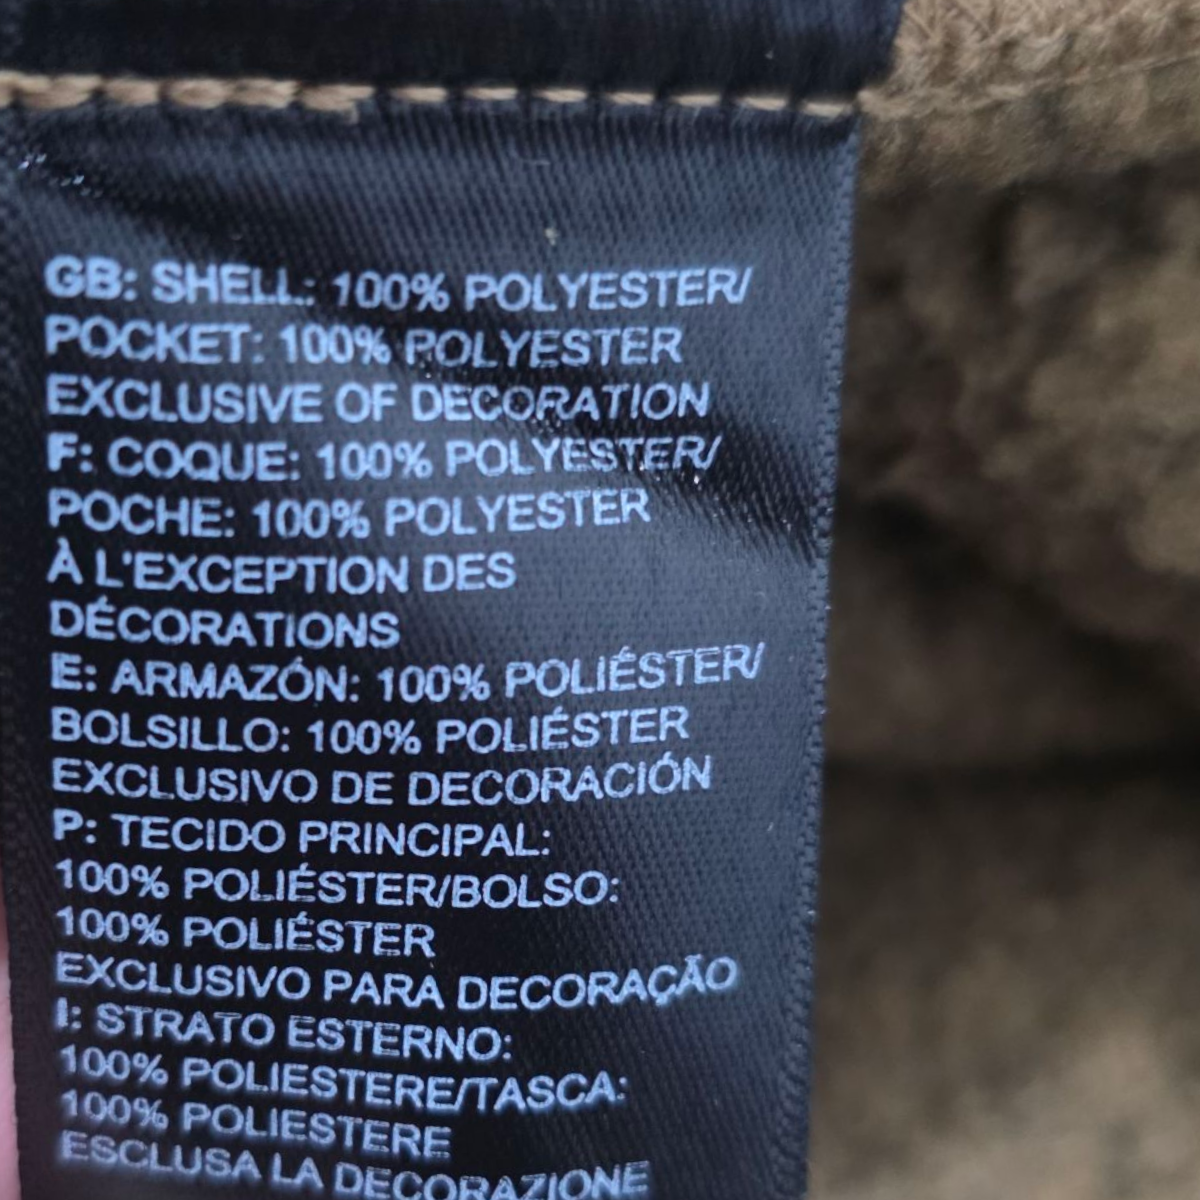 GB: SHELL: 100% POLYESTER/
POCKET: 100% POLYESTER
EXCLUSIVE OF DECORATION
F: COQUE: 100% POLYESTER/
POCHE: 100% POLYESTER
À L'EXCEPTION DES
DÉCORATIONS
E: ARMAZÓN: 100% POLIÉSTER/
BOLSILLO: 100% POLIÉSTER
EXCLUSIVO DE DECORACIÓN
P: TECIDO PRINCIPAL:
100% POLIÉSTER/BOLSO:
100% POLIÉSTER
EXCLUSIVO PARA DECORAÇÃO
I: STRATO ESTERNO:
100% POLIESTERE/TASCA:
100% POLIESTERE
ESCLUSA LA DECORAZIONE